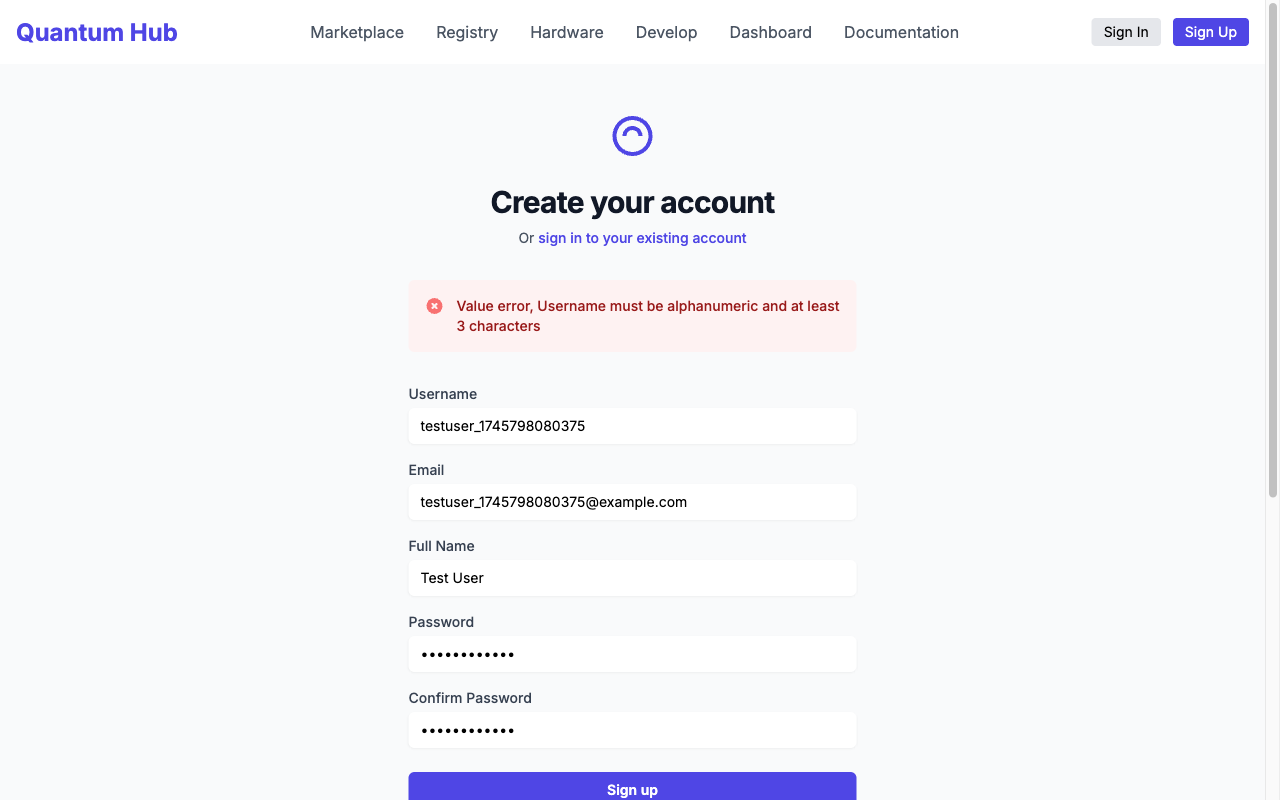 Quantum Hub
Marketplace Registry Hardware Develop Dashboard Documentation
Sign In Sign Up
Create your account
Or sign in to your existing account
Value error, Username must be alphanumeric and at least
3 characters
Username
testuser_1745798080375
Email
testuser_1745798080375@example.com
Full Name
Test User
Password
••••••••••••
Confirm Password
••••••••••••
Sign up